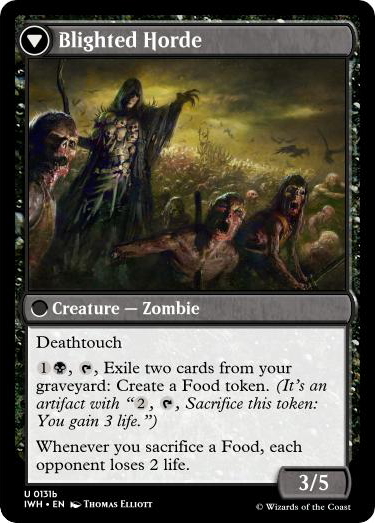 Blighted Horde
Creature — Zombie
Deathtouch
1, Exile two cards from your
graveyard: Create a Food token. (It's an
artifact with “2, Sacrifice this token:
You gain 3 life.”)
Whenever you sacrifice a Food, each
opponent loses 2 life.
3/5
U 0131b
IWH • EN Thomas Elliott
© Wizards of the Coast